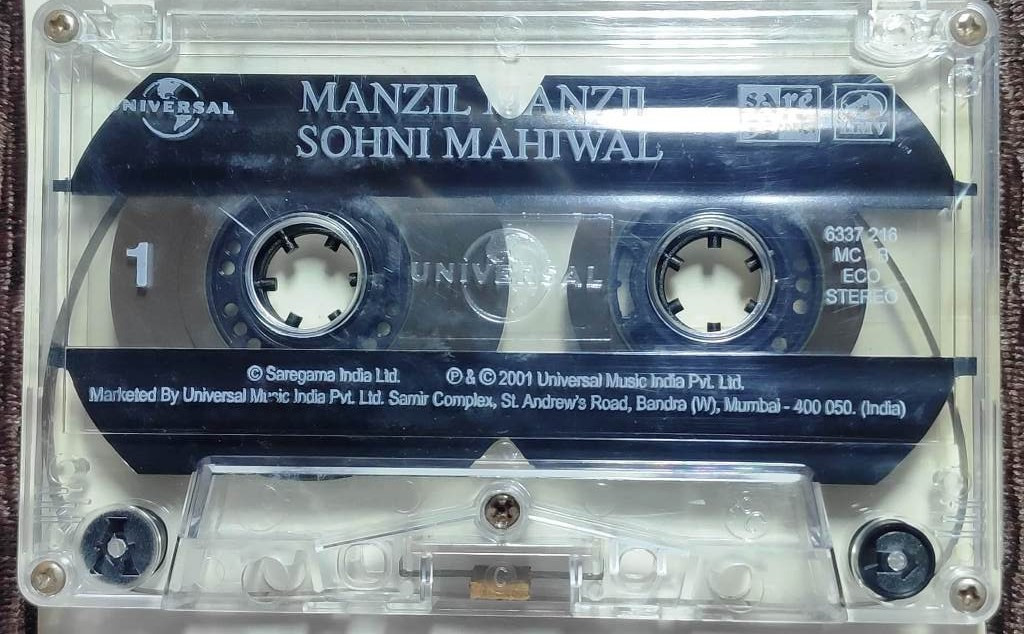 UNIVERSAL
MANZIL MANZIL
SOHNI MAHIWAL
sa re
HMV
1
UNIVERSAL
6337 216
MC - B
ECO
STEREO
© Saregama India Ltd. ℗ & © 2001 Universal Music India Pvt. Ltd.
Marketed By Universal Music India Pvt. Ltd. Samir Complex, St. Andrew's Road, Bandra (W), Mumbai - 400 050. (India)